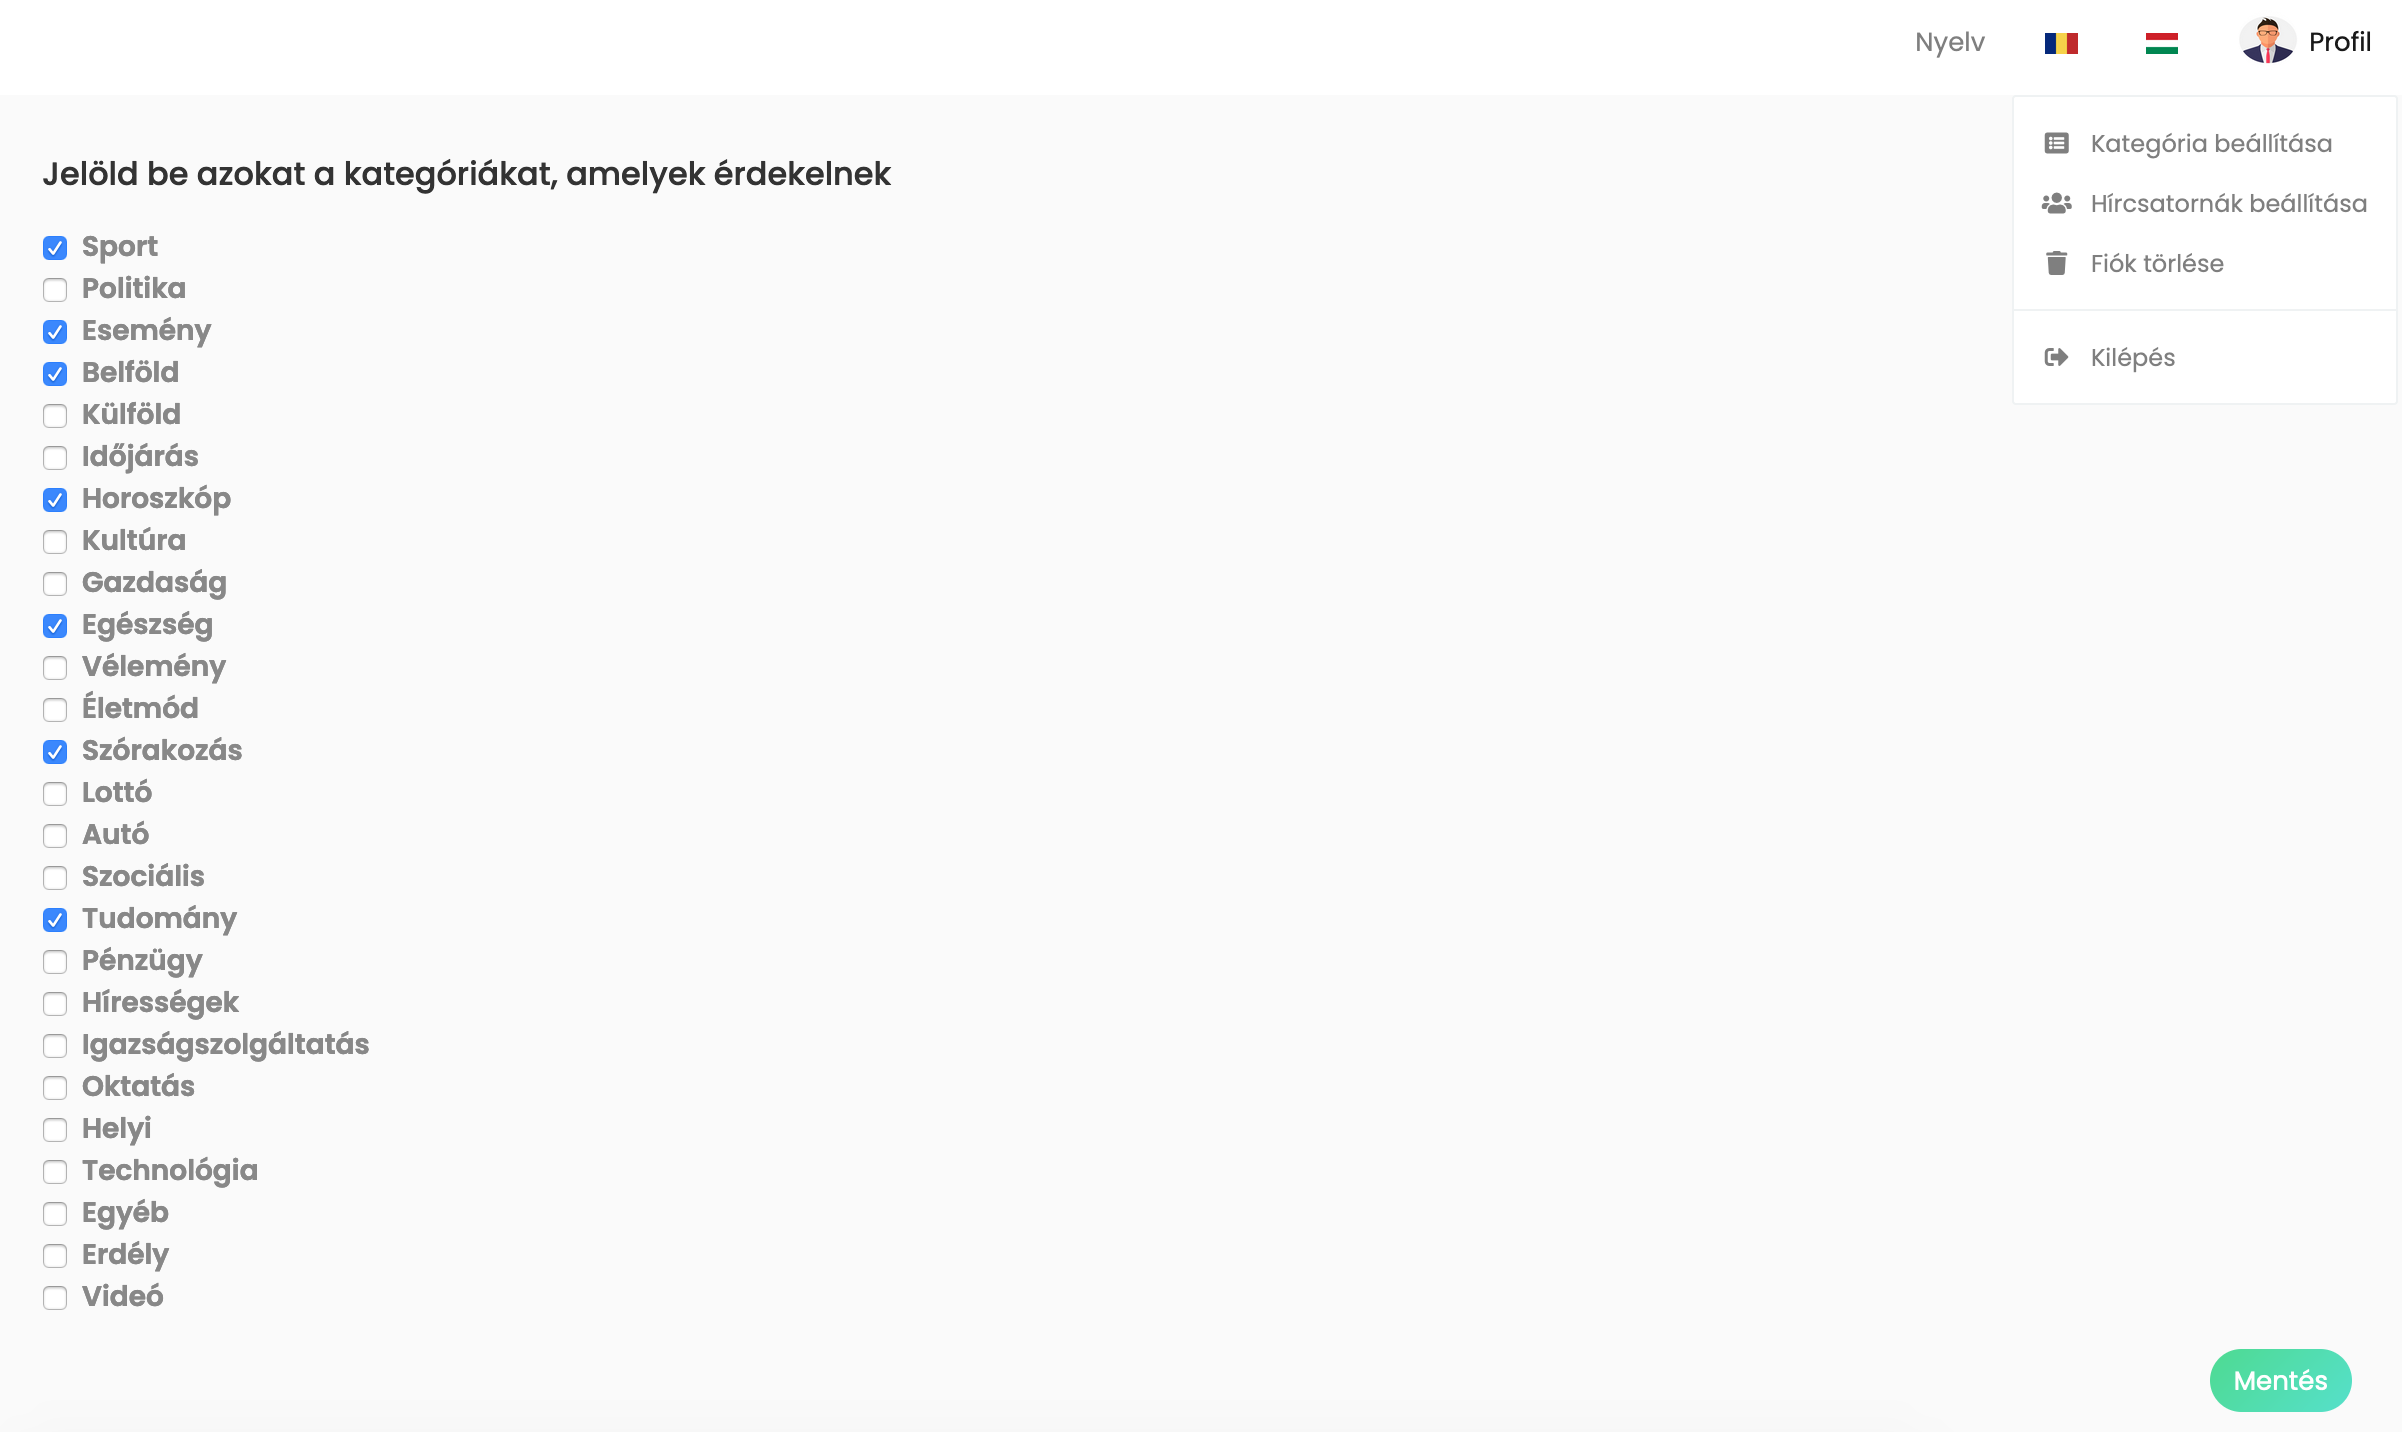 Nyelv
Profil
Kategória beállítása
Hírcsatornák beállítása
Fiók törlése
Kilépés
Jelöld be azokat a kategóriákat, amelyek érdekelnek
Sport
Politika
Esemény
Belföld
Külföld
Időjárás
Horoszkóp
Kultúra
Gazdaság
Egészség
Vélemény
Életmód
Szórakozás
Lottó
Autó
Szociális
Tudomány
Pénzügy
Hírességek
Igazságszolgáltatás
Oktatás
Helyi
Technológia
Egyéb
Erdély
Videó
Mentés